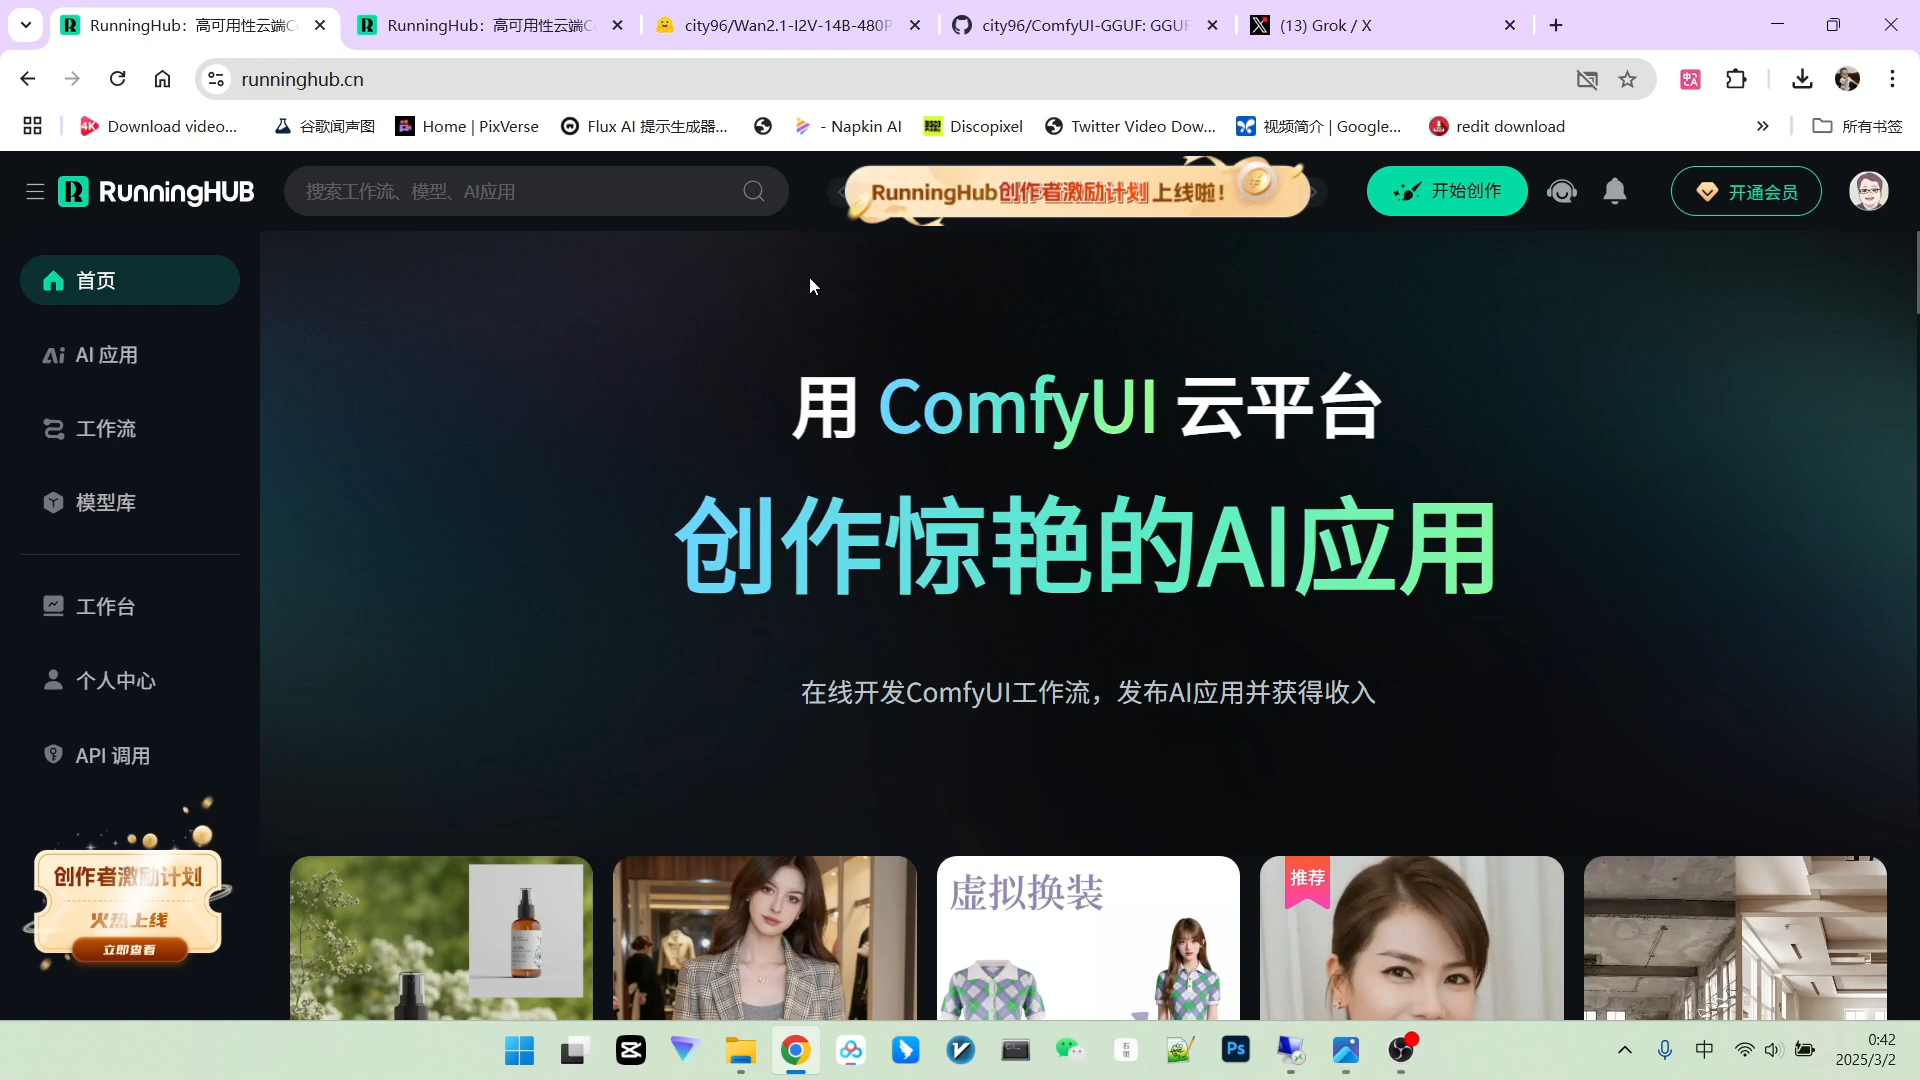 RunningHub：高可用性云端C
RunningHub：高可用性云端C
city96/Wan2.1-I2V-14B-480P
city96/ComfyUI-GGUF: GGUF
(13) Grok / X
runninghub.cn
Download video...
谷歌闻声图
Home | PixVerse
Flux AI 提示生成器...
- Napkin AI
Discopixel
Twitter Video Dow...
视频简介 | Google...
redit download
所有书签
RunningHUB
搜索工作流、模型、AI应用
RunningHub创作者激励计划 上线啦！
开始创作
开通会员
首页
AI 应用
工作流
模型库
工作台
个人中心
API 调用
创作者激励计划
火热上线
立即查看
用 ComfyUI 云平台
创作惊艳的AI应用
在线开发ComfyUI工作流，发布AI应用并获得收入
虚拟换装
推荐
Ps
中
0:42
2025/3/2